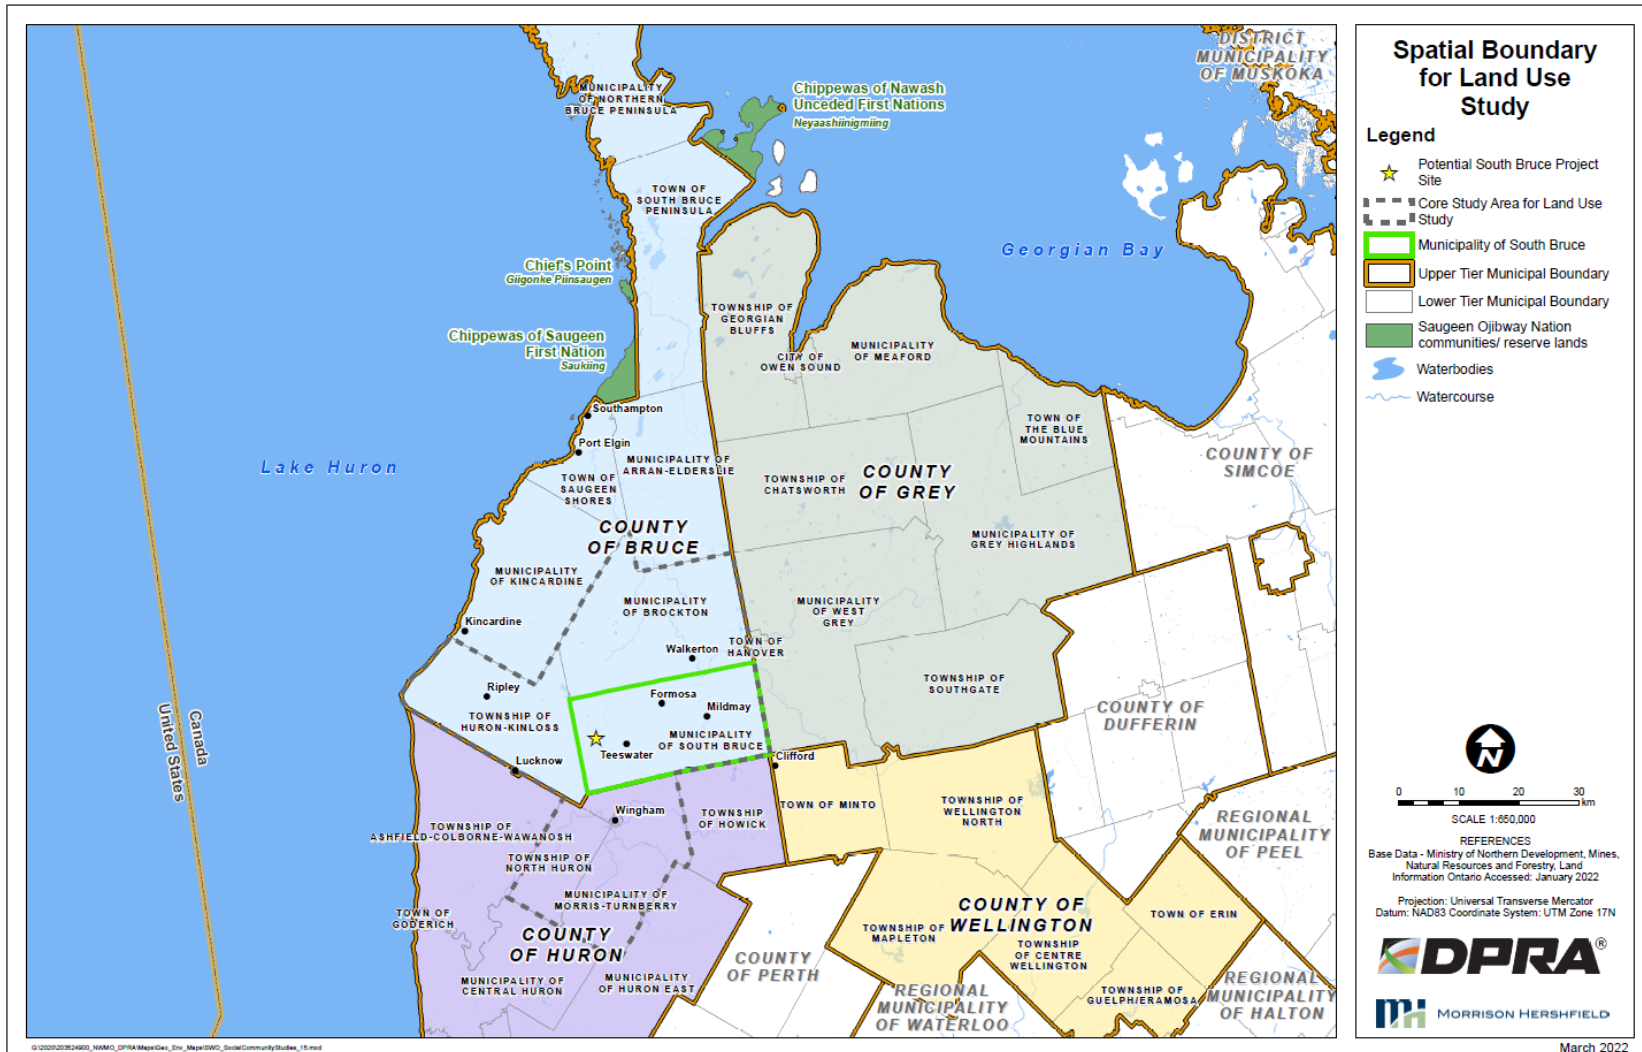 DISTRICT
MUNICIPALITY
OF MUSKOKA
MUNICIPALITY
OF NORTHERN
BRUCE PENINSULA
Chippewas of Nawash
Unceded First Nations
Neyaashiinigmiing
TOWN OF
SOUTH BRUCE
PENINSULA
Georgian Bay
Chief's Point
Giigonke Piinsaugen
TOWNSHIP OF
GEORGIAN
BLUFFS
Chippewas of Saugeen
First Nation
Saukiing
CITY OF
OWEN SOUND
MUNICIPALITY
OF MEAFORD
Southampton
Port Elgin
TOWN OF
THE BLUE
MOUNTAINS
Lake Huron
MUNICIPALITY OF
ARRAN-ELDERSLIE
TOWN OF
SAUGEEN
SHORES
TOWNSHIP OF
CHATSWORTH
COUNTY
OF GREY
COUNTY OF
SIMCOE
COUNTY
OF BRUCE
MUNICIPALITY OF
GREY HIGHLANDS
MUNICIPALITY
OF KINCARDINE
MUNICIPALITY
OF BROCKTON
MUNICIPALITY
OF WEST
GREY
Kincardine
Walkerton
TOWN OF
HANOVER
TOWNSHIP OF
SOUTHGATE
Ripley
Formosa
Mildmay
TOWNSHIP OF
HURON-KINLOSS
MUNICIPALITY
OF SOUTH BRUCE
Teeswater
COUNTY OF
DUFFERIN
Canada
United States
Lucknow
Clifford
Wingham
TOWNSHIP
OF HOWICK
TOWN OF MINTO
TOWNSHIP OF
WELLINGTON
NORTH
TOWNSHIP OF
ASHFIELD-COLBORNE-WAWANOSH
REGIONAL
MUNICIPALITY
OF PEEL
TOWNSHIP OF
NORTH HURON
MUNICIPALITY OF
MORRIS-TURNBERRY
TOWN OF
GODERICH
COUNTY
OF HURON
COUNTY OF
WELLINGTON
TOWN OF ERIN
TOWNSHIP OF
MAPLETON
TOWNSHIP
OF CENTRE
WELLINGTON
COUNTY
OF PERTH
MUNICIPALITY OF
CENTRAL HURON
MUNICIPALITY
OF HURON EAST
REGIONAL
MUNICIPALITY
OF WATERLOO
TOWNSHIP OF
GUELPH/ERAMOSA
REGIONAL
MUNICIPALITY
OF HALTON
Spatial Boundary
for Land Use
Study
Legend
Potential South Bruce Project
Site
Core Study Area for Land Use
Study
Municipality of South Bruce
Upper Tier Municipal Boundary
Lower Tier Municipal Boundary
Saugeen Ojibway Nation
communities/ reserve lands
Waterbodies
Watercourse
N
0 10 20 30
km
SCALE 1:650,000
REFERENCES
Base Data - Ministry of Northern Development, Mines,
Natural Resources and Forestry, Land
Information Ontario Accessed: January 2022
Projection: Universal Transverse Mercator
Datum: NAD83 Coordinate System: UTM Zone 17N
DPRA®
MH MORRISON HERSHFIELD
March 2022